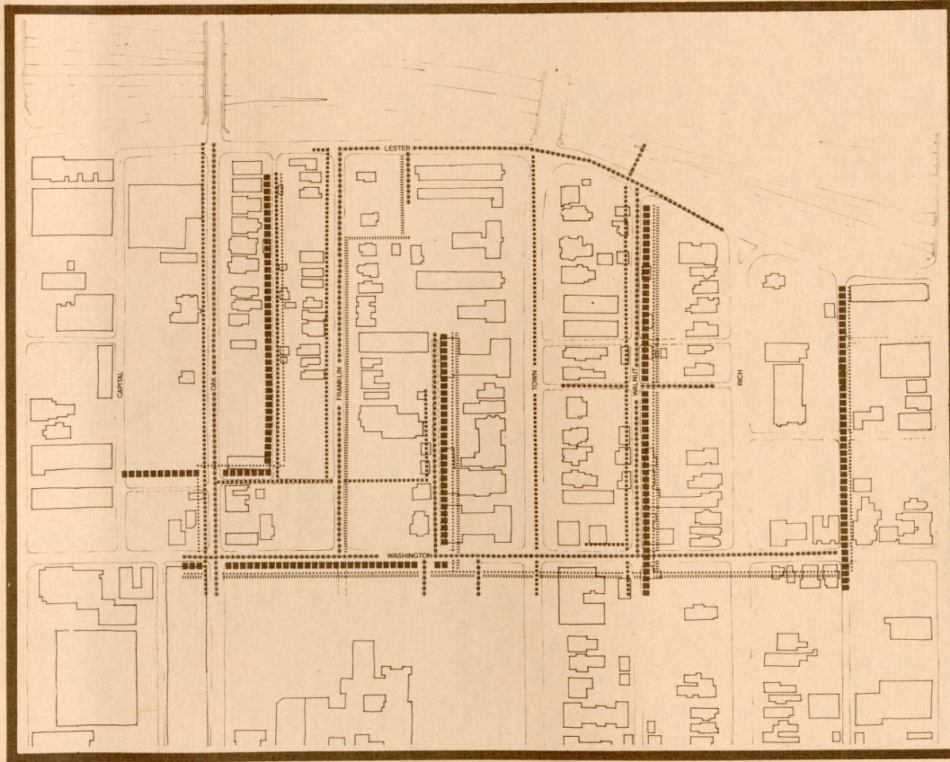 LESTER
CAPITAL
OAK
FRANKLIN
TOWN
WALNUT
RICH
WASHINGTON